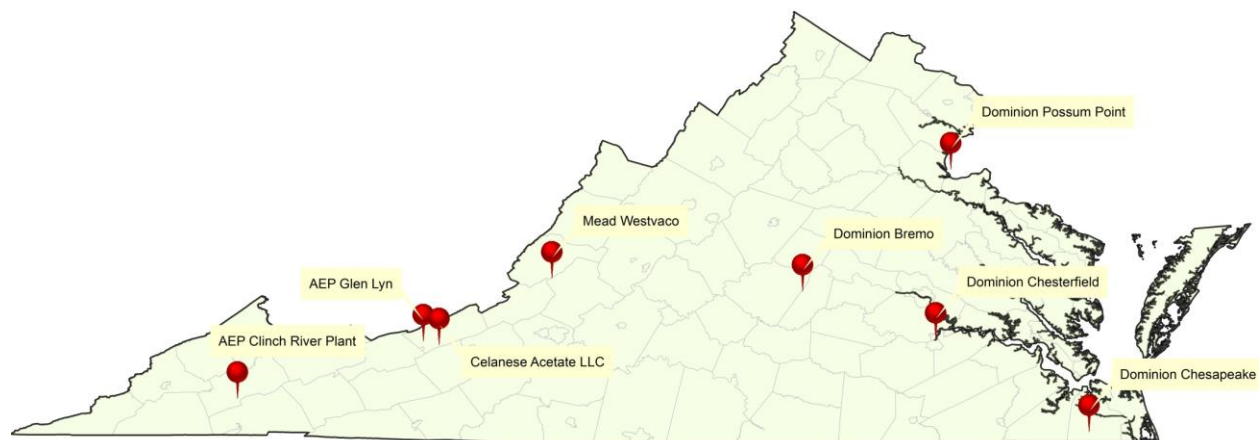 Dominion Possum Point
Mead Westvaco
Dominion Bremo
AEP Glen Lyn
Dominion Chesterfield
AEP Clinch River Plant
Celanese Acetate LLC
Dominion Chesapeake